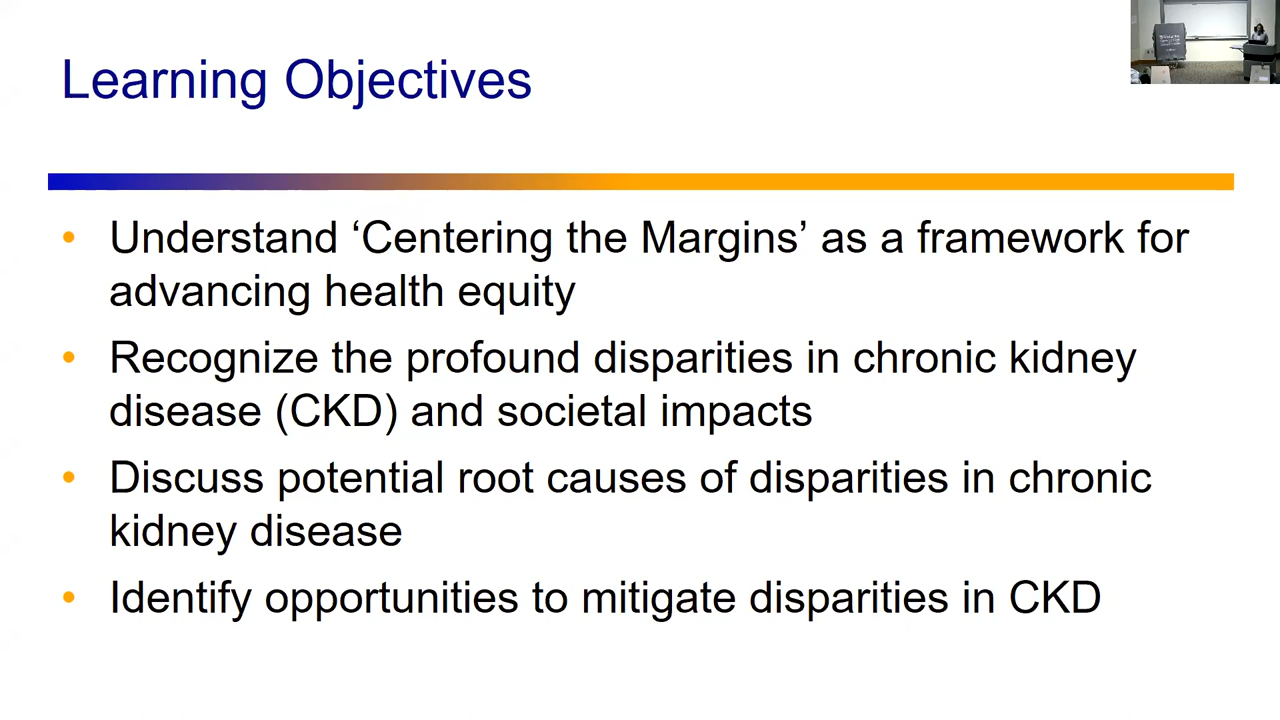 Learning Objectives
• Understand ‘Centering the Margins’ as a framework for
advancing health equity
• Recognize the profound disparities in chronic kidney
disease (CKD) and societal impacts
• Discuss potential root causes of disparities in chronic
kidney disease
• Identify opportunities to mitigate disparities in CKD